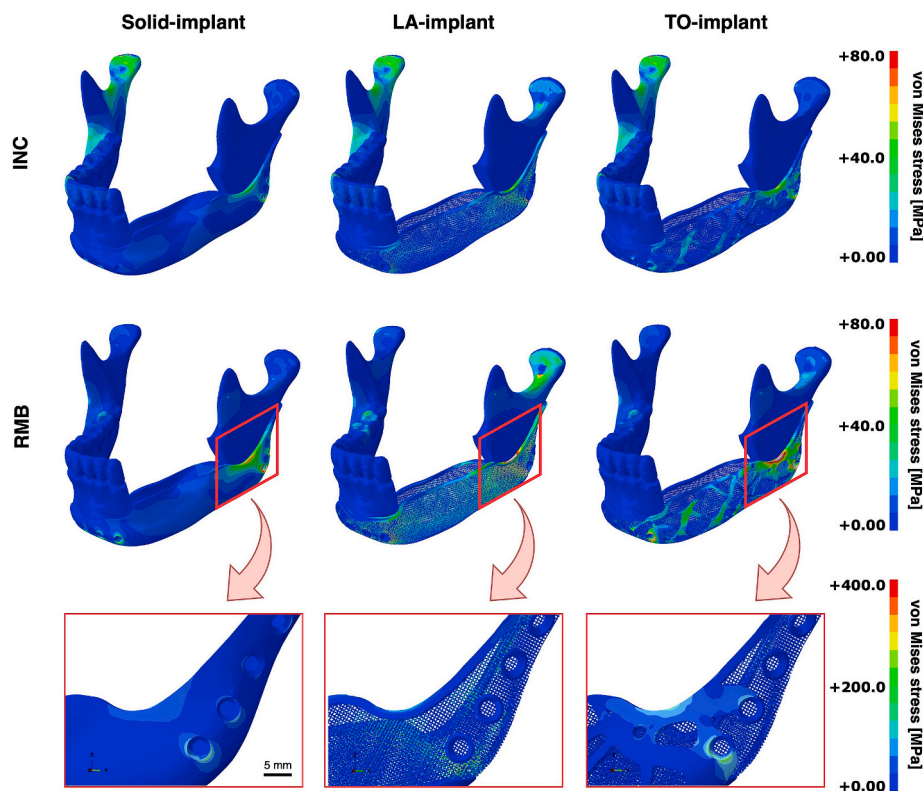 Solid-implant
LA-implant
TO-implant
INC
+80.0
+40.0
+0.00
von Mises stress [MPa]
RMB
+80.0
+40.0
+0.00
von Mises stress [MPa]
5 mm
+400.0
+200.0
+0.00
von Mises stress [MPa]